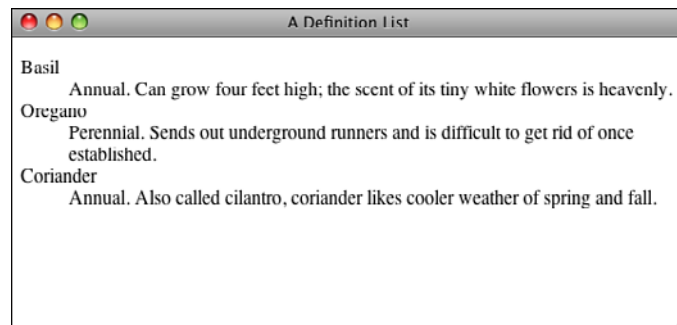 A Definition List
Basil
Annual. Can grow four feet high; the scent of its tiny white flowers is heavenly.
Oregano
Perennial. Sends out underground runners and is difficult to get rid of once
established.
Coriander
Annual. Also called cilantro, coriander likes cooler weather of spring and fall.